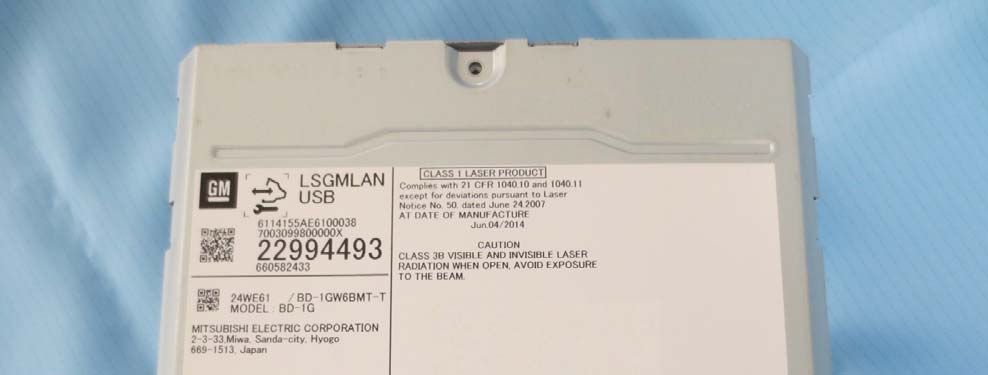 GM
LSGMLAN
USB
6114155AE6100038
7003099800000X
22994493
660582433
24WE61 /BD-1GW6BMT-T
MODEL : BD-1G
MITSUBISHI ELECTRIC CORPORATION
2-3-33,Miwa, Sanda-city, Hyogo
669-1513, Japan
CLASS 1 LASER PRODUCT
Complies with 21 CFR 1040.10 and 1040.11
except for deviations pursuant to Laser
Notice No. 50, dated June 24,2007
AT DATE OF MANUFACTURE
Jun.04/2014
CAUTION
CLASS 3B VISIBLE AND INVISIBLE LASER
RADIATION WHEN OPEN, AVOID EXPOSURE
TO THE BEAM.